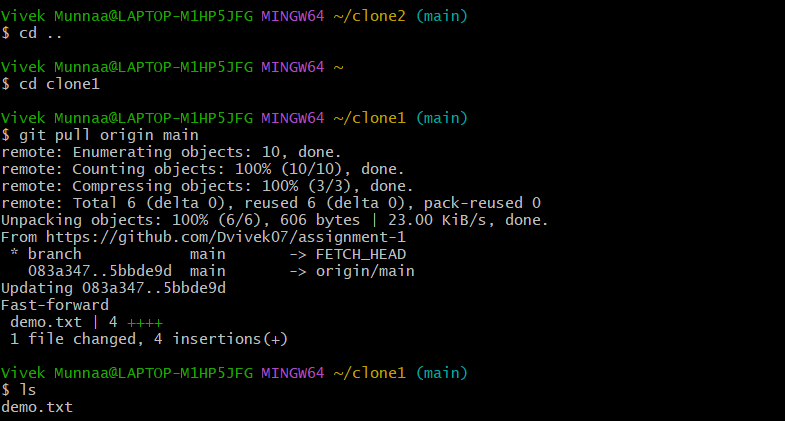 Vivek Munnaa@LAPTOP-M1HP5JFG MINGW64 ~/clone2 (main)
$ cd ..
Vivek Munnaa@LAPTOP-M1HP5JFG MINGW64 ~
$ cd clone1
Vivek Munnaa@LAPTOP-M1HP5JFG MINGW64 ~/clone1 (main)
$ git pull origin main
remote: Enumerating objects: 10, done.
remote: Counting objects: 100% (10/10), done.
remote: Compressing objects: 100% (3/3), done.
remote: Total 6 (delta 0), reused 6 (delta 0), pack-reused 0
Unpacking objects: 100% (6/6), 606 bytes | 23.00 KiB/s, done.
From https://github.com/Dvivek07/assignment-1
 * branch            main       -> FETCH_HEAD
   083a347..5bbde9d  main       -> origin/main
Updating 083a347..5bbde9d
Fast-forward
 demo.txt | 4 ++++
 1 file changed, 4 insertions(+)
Vivek Munnaa@LAPTOP-M1HP5JFG MINGW64 ~/clone1 (main)
$ ls
demo.txt